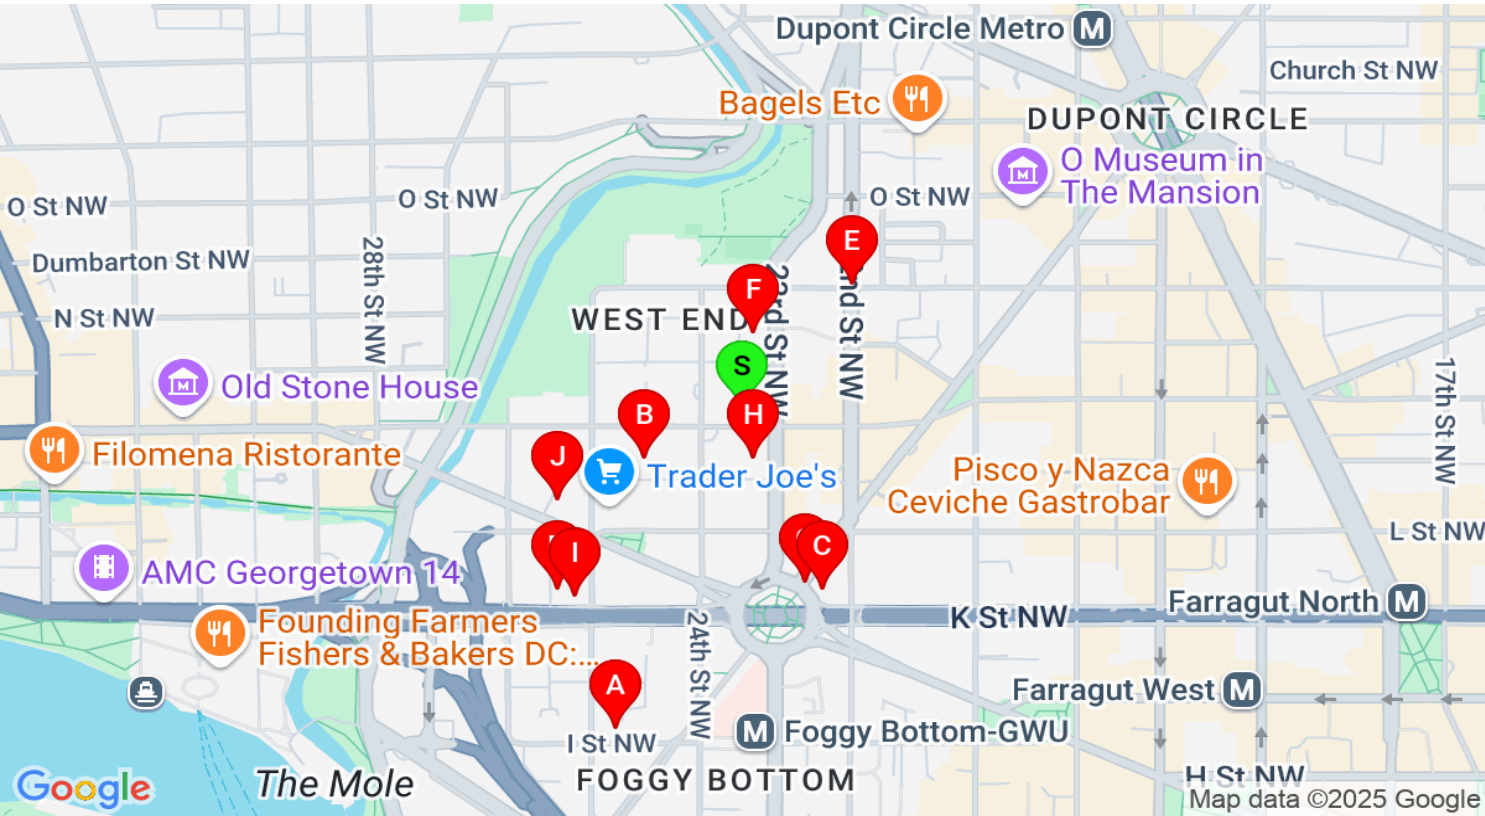 Dupont Circle Metro
M
Church St NW
Bagels Etc
DUPONT CIRCLE
O Museum in
The Mansion
O St NW
O St NW
O St NW
28th St NW
Dumbarton St NW
E
F
23rd St NW
22nd St NW
N St NW
WEST END
S
17th St NW
Old Stone House
B
H
Filomena Ristorante
J
Trader Joe's
Pisco y Nazca
Ceviche Gastrobar
L St NW
I
C
AMC Georgetown 14
K St NW
Farragut North
M
Founding Farmers
Fishers & Bakers DC:...
24th St NW
A
Farragut West
M
I St NW
M
Foggy Bottom-GWU
FOGGY BOTTOM
H St NW
The Mole
Google
Map data ©2025 Google